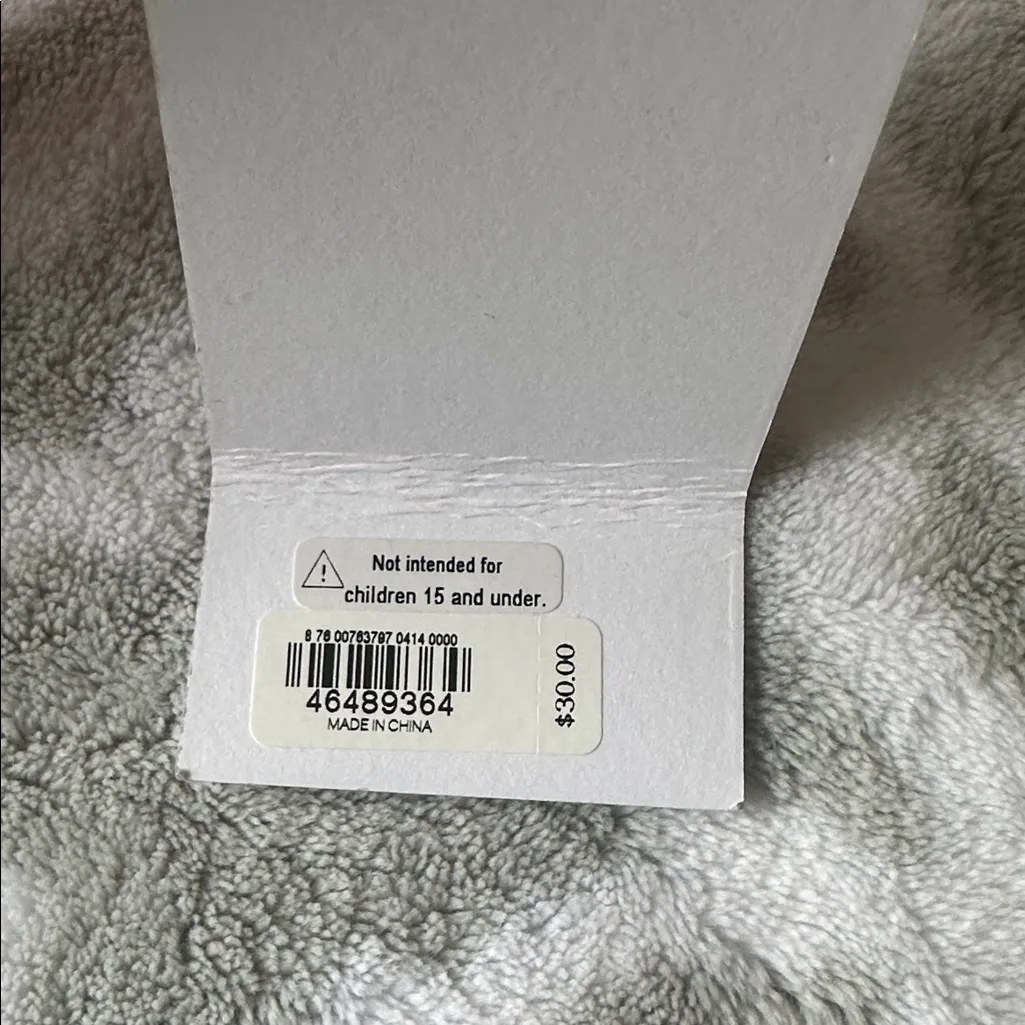 Not intended for
children 15 and under.
8 76 00763797 0414 0000
46489364
MADE IN CHINA
$30.00